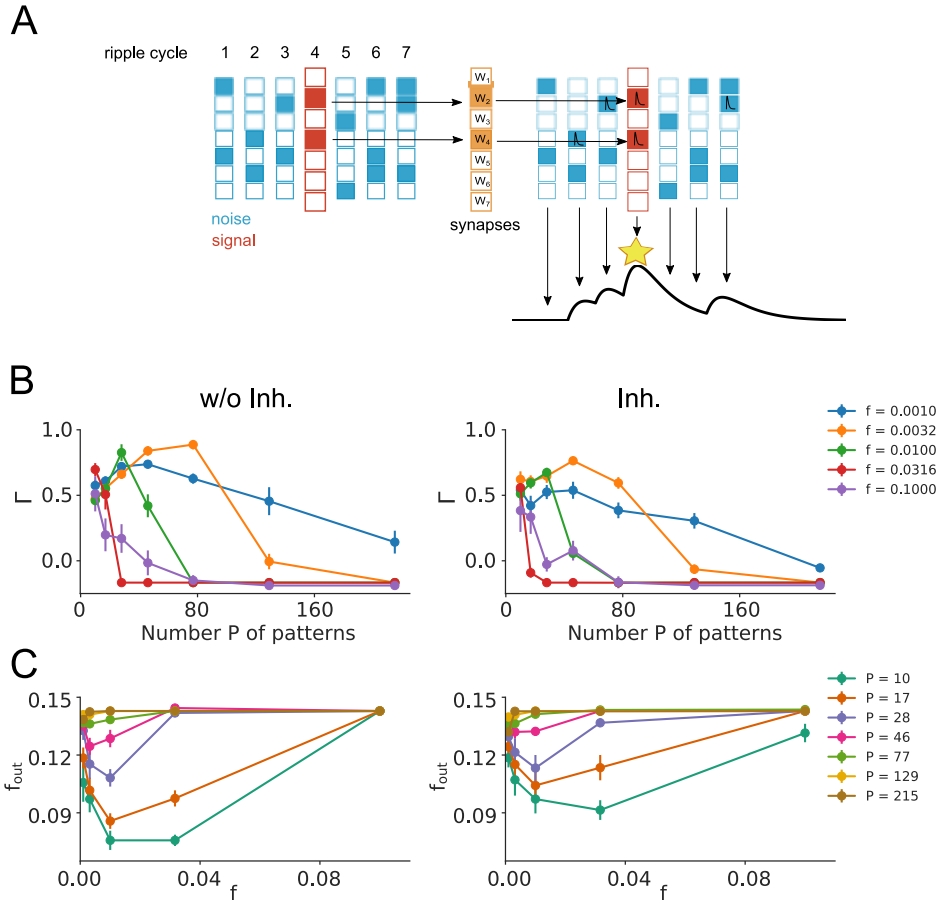 A
ripple cycle 1 2 3 4 5 6 7
w1
w2
w3
w4
w5
w6
w7
noise
signal
synapses
B
w/o Inh.
Inh.
1.0
0.5
0.0
Γ
0 80 160
Number P of patterns
1.0
0.5
0.0
Γ
0 80 160
Number P of patterns
f = 0.0010
f = 0.0032
f = 0.0100
f = 0.0316
f = 0.1000
C
0.15
0.12
0.09
fout
0.00 0.04 0.08
f
0.15
0.12
0.09
fout
0.00 0.04 0.08
f
P = 10
P = 17
P = 28
P = 46
P = 77
P = 129
P = 215